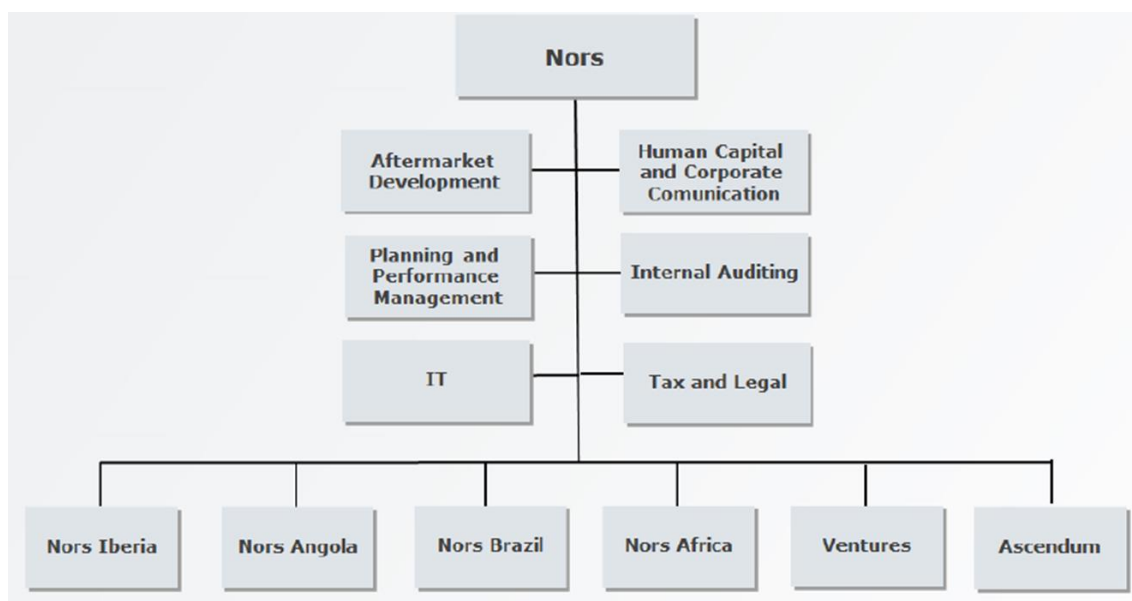 Nors
Aftermarket
Development
Human Capital
and Corporate
Comunication
Planning and
Performance
Management
Internal Auditing
IT
Tax and Legal
Nors Iberia
Nors Angola
Nors Brazil
Nors Africa
Ventures
Ascendum